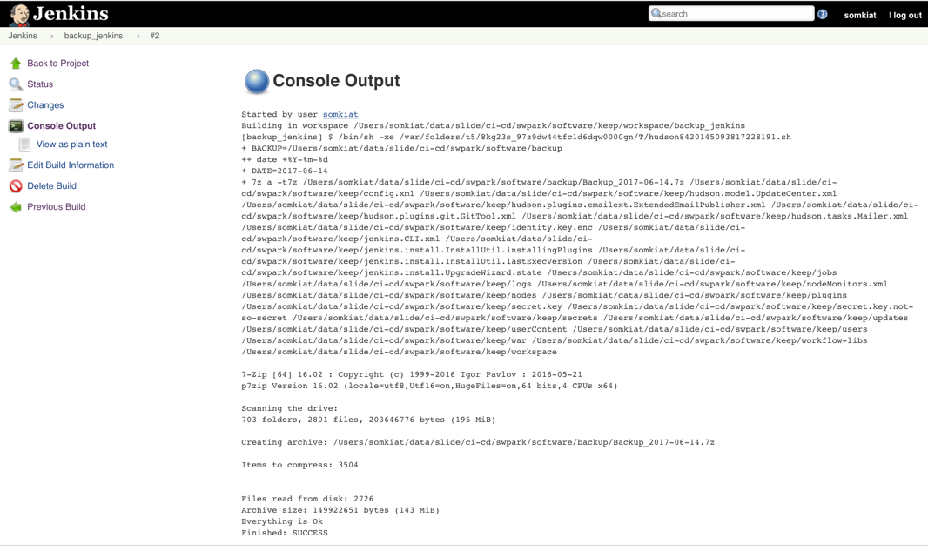 Jenkins
search
somkiat
log out
Jenkins
backup_jenkins
#2
Back to Project
Status
Changes
Console Output
View as plain text
Edit Build Information
Delete Build
Previous Build
Console Output
Started by user somkiat
Building in workspace /Users/somkiat/data/slide/ci-cd/swpark/software/keep/workspace/backup_jenkins
[backup_jenkins] $ /bin/sh -xe
+ BACKUP=/Users/somkiat/data/slide/ci-cd/swpark/software/backup
++ date +%Y-%m-%d
+ DATE=2017-06-14
+ 7z a -t7z /Users/somkiat/data/slide/ci-cd/swpark/software/backup/Backup_2017-06-14.7z /Users/somkiat/data/slide/ci-
cd/swpark/software/keep/config.xml /Users/somkiat/data/slide/ci-cd/swpark/software/keep/hudson.model.UpdateCenter.xml
/Users/somkiat/data/slide/ci-cd/swpark/software/keep/hudson.plugins.emailext.ExtendedEmailPublisher.xml /Users/somkiat/data/slide/ci-
cd/swpark/software/keep/hudson.plugins.git.GitTool.xml /Users/somkiat/data/slide/ci-cd/swpark/software/keep/hudson.tasks.Mailer.xml
/Users/somkiat/data/slide/ci-cd/swpark/software/keep/identity.key.enc /Users/somkiat/data/slide/ci-
cd/swpark/software/keep/jenkins.CLI.xml /Users/somkiat/data/slide/ci-
cd/swpark/software/keep/jenkins.install.InstallUtil.installingPlugins /Users/somkiat/data/slide/ci-
cd/swpark/software/keep/jenkins.install.InstallUtil.lastExecVersion /Users/somkiat/data/slide/ci-
cd/swpark/software/keep/jenkins.install.UpgradeWizard.state /Users/somkiat/data/slide/ci-cd/swpark/software/keep/jobs
/Users/somkiat/data/slide/ci-cd/swpark/software/keep/logs /Users/somkiat/data/slide/ci-cd/swpark/software/keep/nodeMonitors.xml
/Users/somkiat/data/slide/ci-cd/swpark/software/keep/nodes /Users/somkiat/data/slide/ci-cd/swpark/software/keep/plugins
/Users/somkiat/data/slide/ci-cd/swpark/software/keep/secret.key /Users/somkiat/data/slide/ci-cd/swpark/software/keep/secret.key.not-
so-secret /Users/somkiat/data/slide/ci-cd/swpark/software/keep/secrets /Users/somkiat/data/slide/ci-cd/swpark/software/keep/updates
/Users/somkiat/data/slide/ci-cd/swpark/software/keep/userContent /Users/somkiat/data/slide/ci-cd/swpark/software/keep/users
/Users/somkiat/data/slide/ci-cd/swpark/software/keep/war /Users/somkiat/data/slide/ci-cd/swpark/software/keep/workflow-libs
/Users/somkiat/data/slide/ci-cd/swpark/software/keep/workspace
7-Zip [64] 16.02 : Copyright (c) 1999-2016 Igor Pavlov : 2016-05-21
p7zip Version 16.02 (locale=utf8,Utf16=on,HugeFiles=on,64 bits,4 CPUs x64)
Scanning the drive:
703 folders, 2801 files, 203646776 bytes (195 MiB)
Creating archive: /Users/somkiat/data/slide/ci-cd/swpark/software/backup/Backup_2017-06-14.7z
Items to compress: 3504
Files read from disk: 2726
Archive size: 149922651 bytes (143 MiB)
Everything is Ok
Finished: SUCCESS